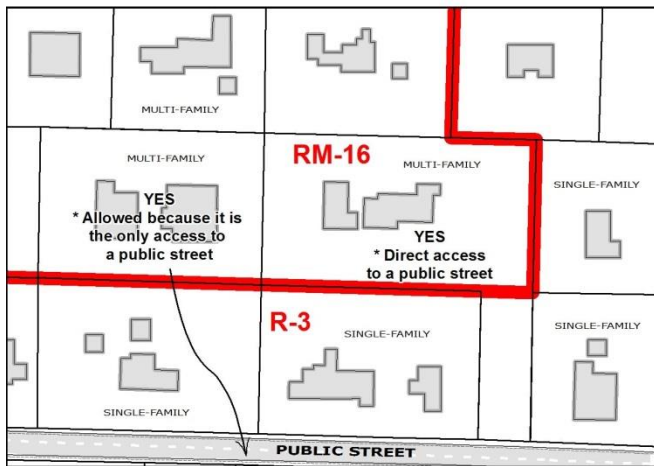 MULTI-FAMILY
MULTI-FAMILY
RM-16
MULTI-FAMILY
YES
* Allowed because it is
the only access to
a public street
YES
* Direct access
to a public street
SINGLE-FAMILY
R-3
SINGLE-FAMILY
SINGLE-FAMILY
SINGLE-FAMILY
PUBLIC STREET